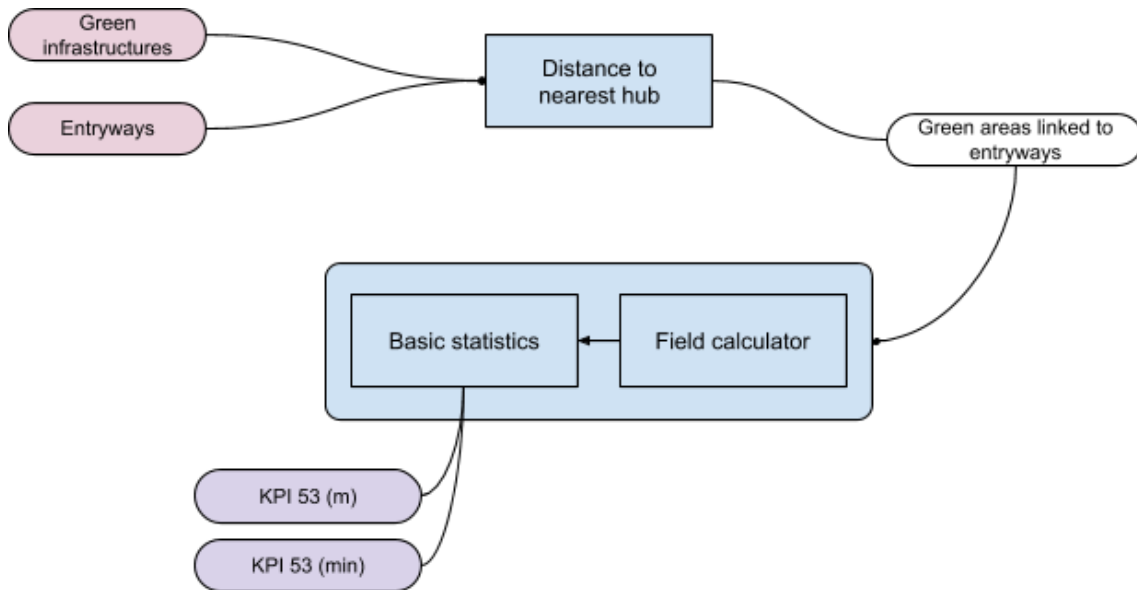 Green
infrastructures
Distance to
nearest hub
Entryways
Green areas linked to
entryways
Basic statistics
Field calculator
KPI 53 (m)
KPI 53 (min)